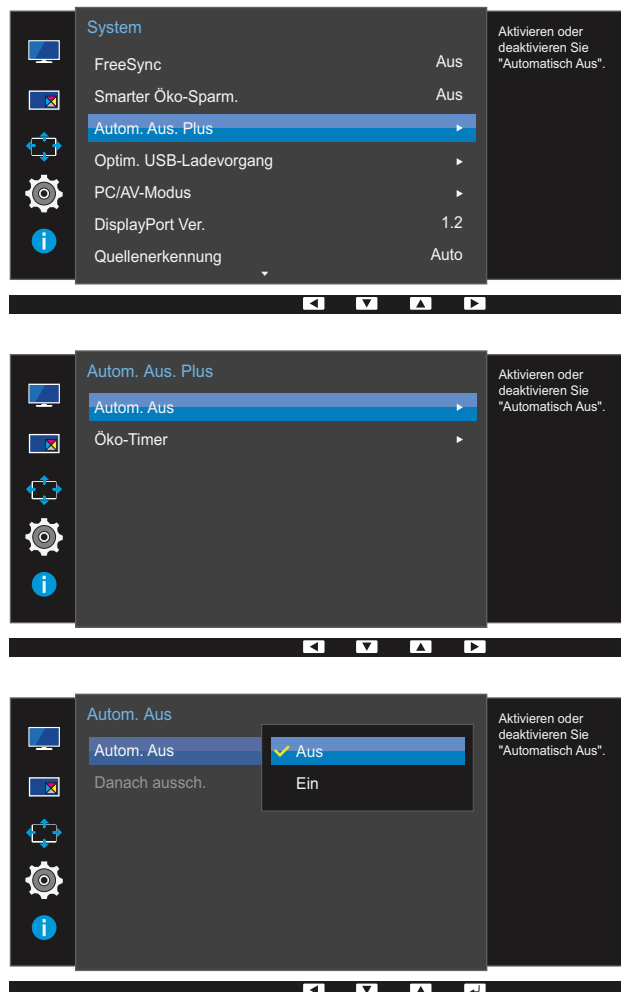 System
FreeSync Aus
Smarter Öko-Sparm. Aus
Autom. Aus. Plus
Optim. USB-Ladevorgang
PC/AV-Modus
DisplayPort Ver. 1.2
Quellenerkennung Auto
Aktivieren oder
deaktivieren Sie
"Automatisch Aus".
Autom. Aus. Plus
Autom. Aus
Öko-Timer
Aktivieren oder
deaktivieren Sie
"Automatisch Aus".
Autom. Aus
Autom. Aus
Danach aussch.
Aus
Ein
Aktivieren oder
deaktivieren Sie
"Automatisch Aus".